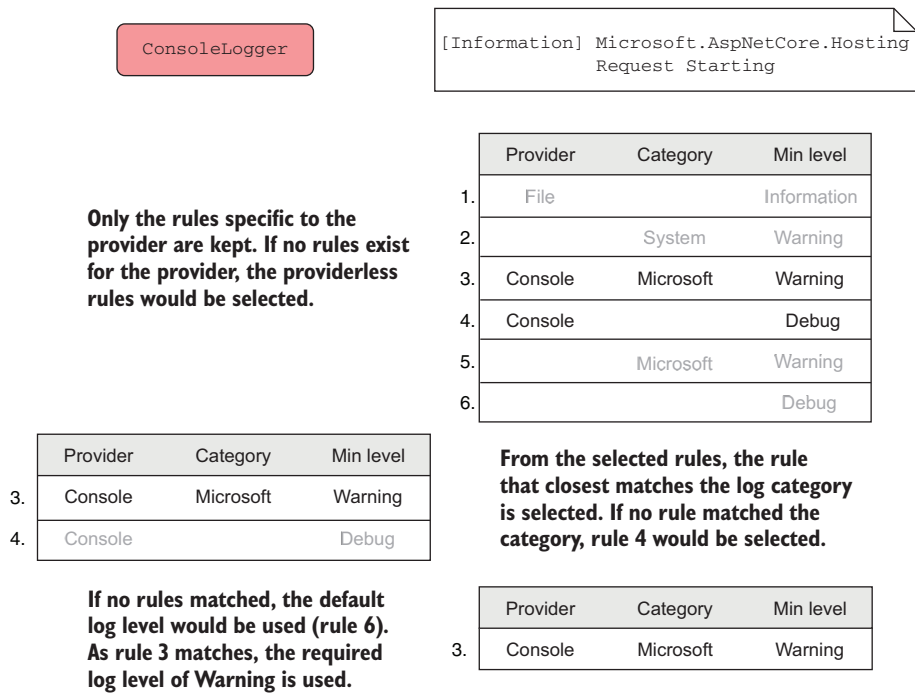 ConsoleLogger
[Information] Microsoft.AspNetCore.Hosting
Request Starting
Only the rules specific to the
provider are kept. If no rules exist
for the provider, the providerless
rules would be selected.
Provider Category Min level
1. File Information
2. System Warning
3. Console Microsoft Warning
4. Console Debug
5. Microsoft Warning
6. Debug
Provider Category Min level
3. Console Microsoft Warning
4. Console Debug
From the selected rules, the rule
that closest matches the log category
is selected. If no rule matched the
category, rule 4 would be selected.
If no rules matched, the default
log level would be used (rule 6).
As rule 3 matches, the required
log level of Warning is used.
Provider Category Min level
3. Console Microsoft Warning